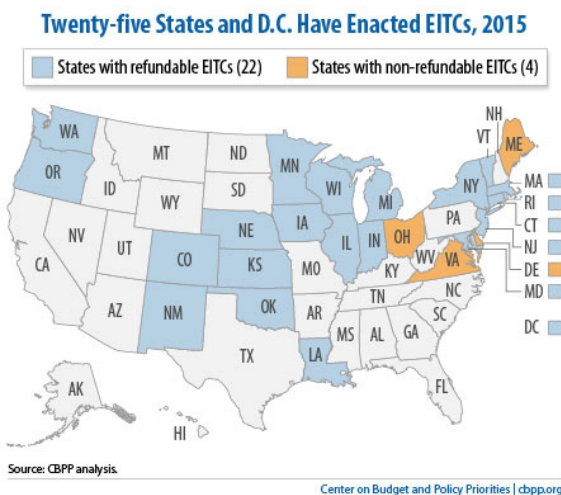 Twenty-five States and D.C. Have Enacted EITCs, 2015
States with refundable EITCs (22)
States with non-refundable EITCs (4)
NH
WA
VT
ME
MT
ND
MN
OR
MA
ID
SD
WI
NY
RI
WY
MI
CT
NE
IA
PA
NJ
NV
UT
IL
IN
OH
DE
CO
WV
VA
MD
CA
KS
MO
KY
NC
DC
TN
AZ
NM
OK
AR
SC
MS
AL
GA
TX
LA
FL
AK
HI
Source: CBPP analysis.
Center on Budget and Policy Priorities | cbpp.org